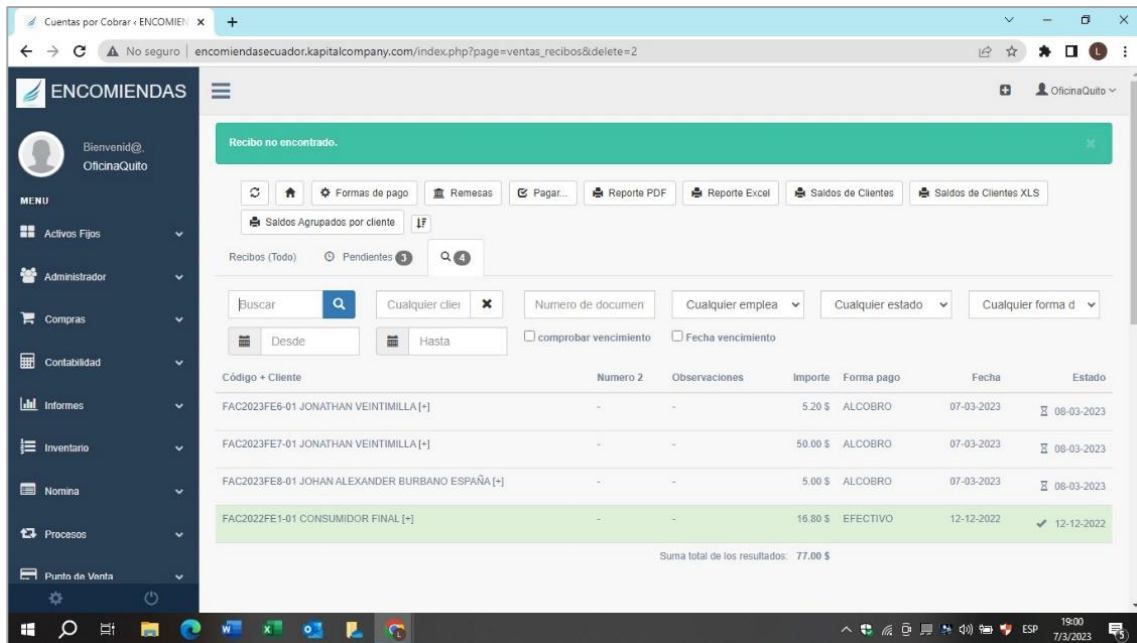 Cuentas por Cobrar ‹ ENCOMIEN
No seguro encomiendasecuador.kapitalcompany.com/index.php?page=ventas_recibos&delete=2
L
ENCOMIENDAS
OficinaQuito
Bienvenid@,
OficinaQuito
Recibo no encontrado.
Formas de pago Remesas Pagar... Reporte PDF Reporte Excel Saldos de Clientes Saldos de Clientes XLS
Saldos Agrupados por cliente
Recibos (Todo) Pendientes 3 4
Buscar Cualquier clier Numero de documen Cualquier emplea Cualquier estado Cualquier forma d
Desde Hasta comprobar vencimiento Fecha vencimiento
Código + Cliente Numero 2 Observaciones Importe Forma pago Fecha Estado
FAC2023FE6-01 JONATHAN VEINTIMILLA [+] - - 5.20 $ ALCOBRO 07-03-2023 08-03-2023
FAC2023FE7-01 JONATHAN VEINTIMILLA [+] - - 50.00 $ ALCOBRO 07-03-2023 08-03-2023
FAC2023FE8-01 JOHAN ALEXANDER BURBANO ESPAÑA [+] - - 5.00 $ ALCOBRO 07-03-2023 08-03-2023
FAC2022FE1-01 CONSUMIDOR FINAL [+] - - 16.80 $ EFECTIVO 12-12-2022 12-12-2022
Suma total de los resultados: 77.00 $
MENU
Activos Fijos
Administrador
Compras
Contabilidad
Informes
Inventario
Nomina
Procesos
Punto de Venta
ESP
19:00
7/3/2023